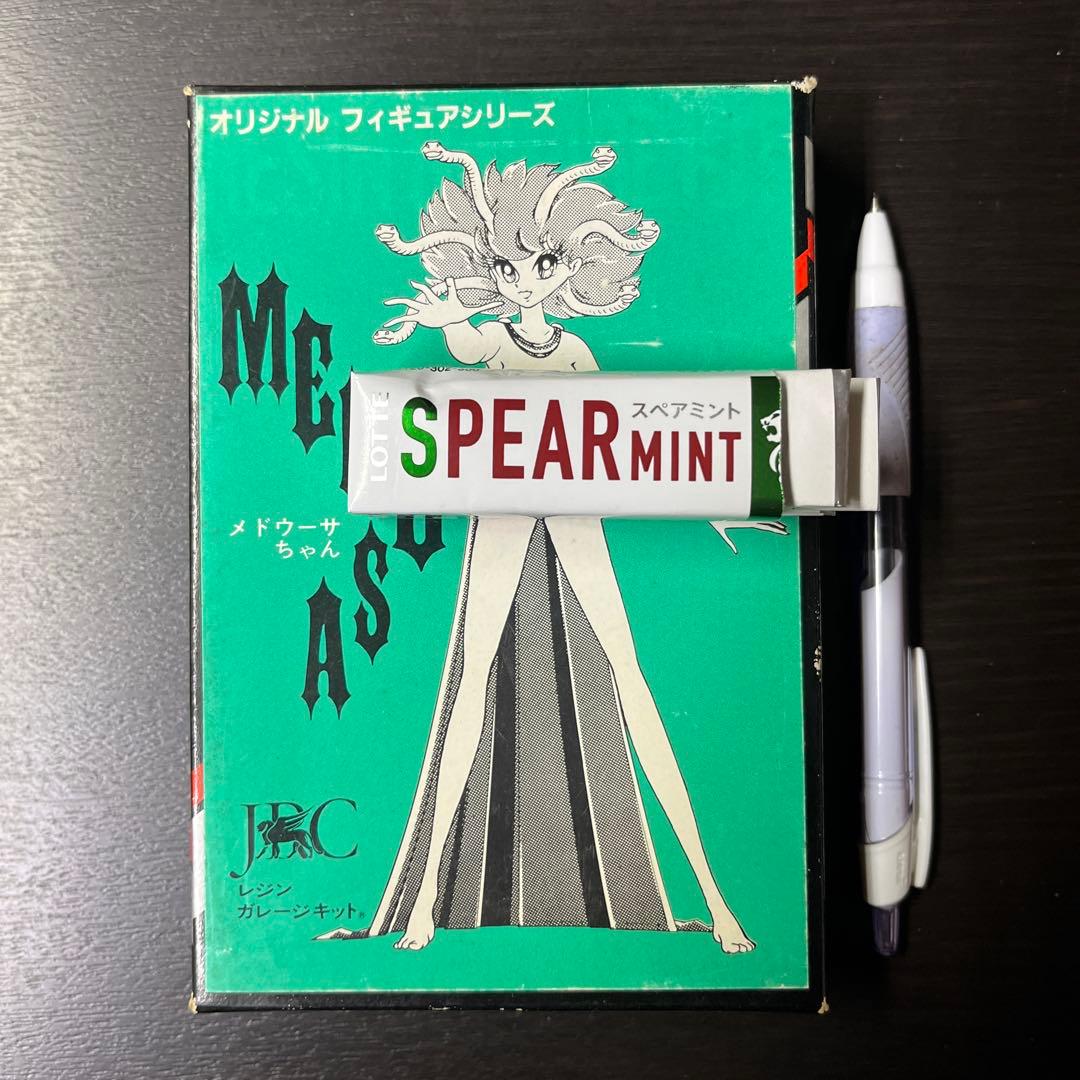 オリジナル フィギュアシリーズ
LOTTE
SPEARMINT
スペアミント
メドウーサ
ちゃん
JDC
レジン
ガレージキット®